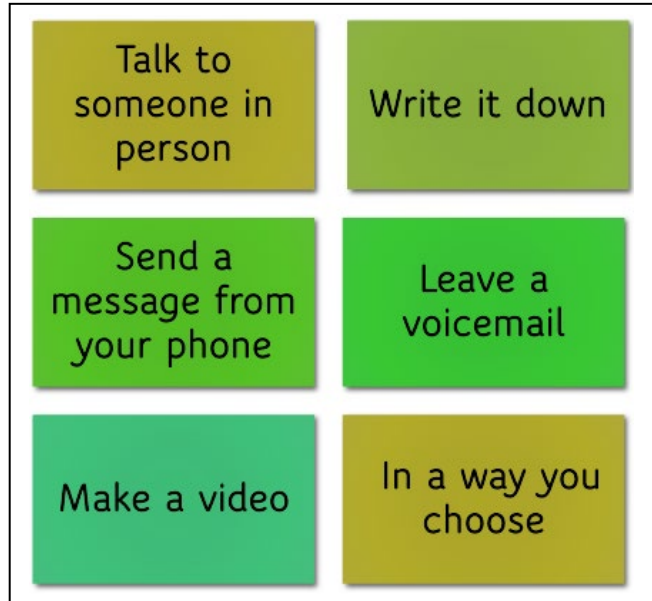 Talk to
someone in
person
Write it down
Send a
message from
your phone
Leave a
voicemail
Make a video
In a way you
choose